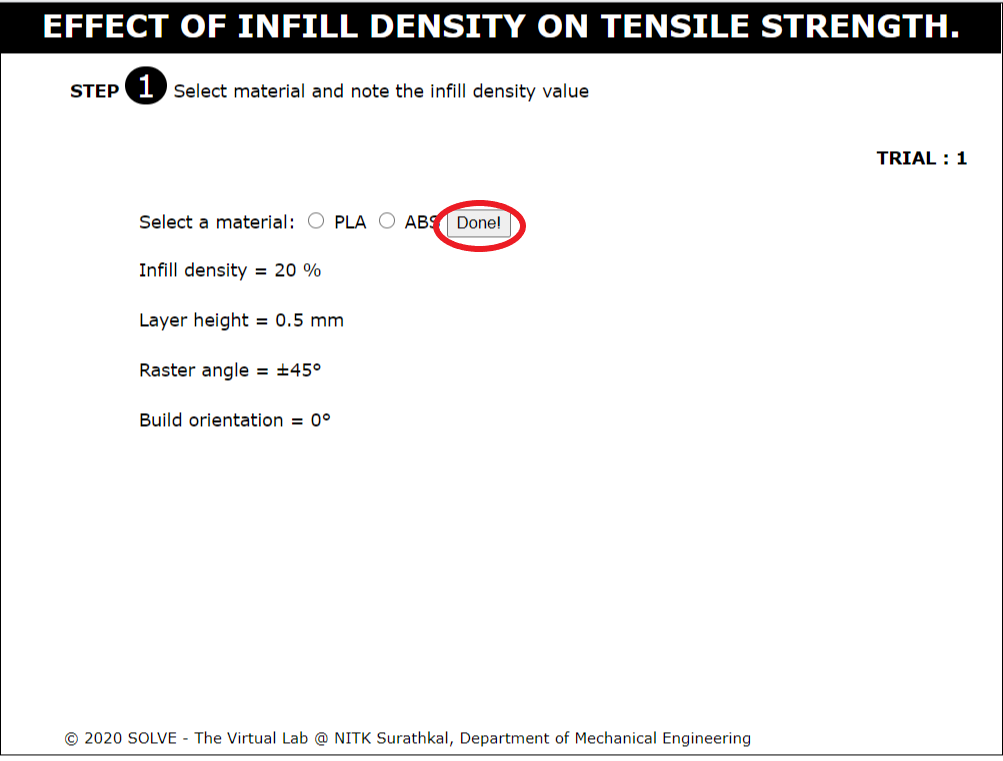 EFFECT OF INFILL DENSITY ON TENSILE STRENGTH.
STEP 1 Select material and note the infill density value
TRIAL : 1
Select a material: PLA ABS Done!
Infill density = 20 %
Layer height = 0.5 mm
Raster angle = ±45°
Build orientation = 0°
© 2020 SOLVE - The Virtual Lab @ NITK Surathkal, Department of Mechanical Engineering